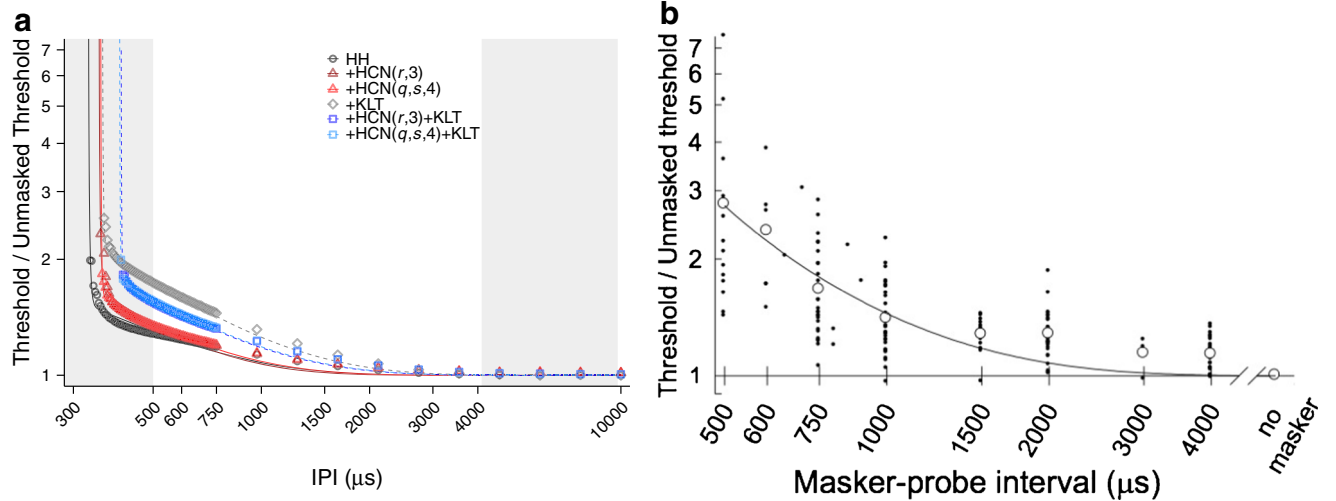 a
Threshold / Unmasked Threshold
7
6
5
4
3
2
1
HH
+HCN(r,3)
+HCN(q,s,4)
+KLT
+HCN(r,3)+KLT
+HCN(q,s,4)+KLT
300
500
600
750
1000
1500
2000
3000
4000
10000
IPI (μs)
b
Threshold / Unmasked threshold
7
6
5
4
3
2
1
500
600
750
1000
1500
2000
3000
4000
no masker
Masker-probe interval (μs)